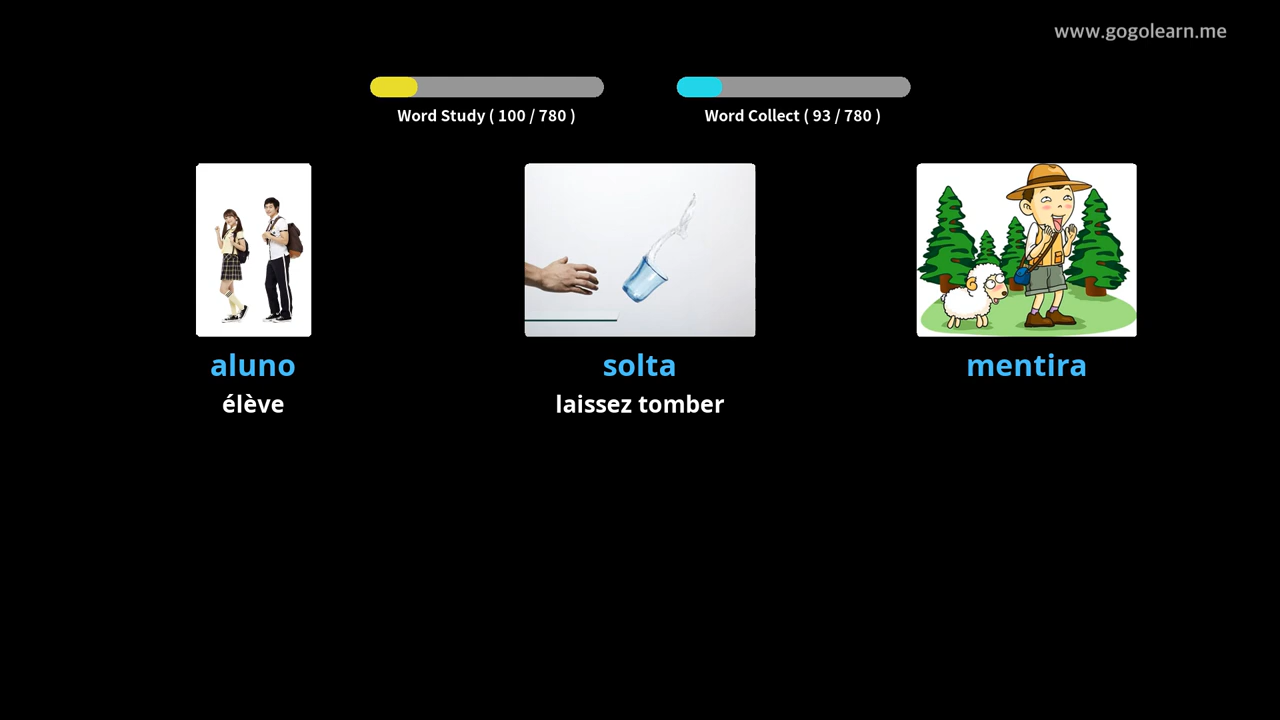 www.gogolearn.me
Word Study ( 100 / 780 )
Word Collect ( 93 / 780 )
aluno
élève
solta
laissez tomber
mentira